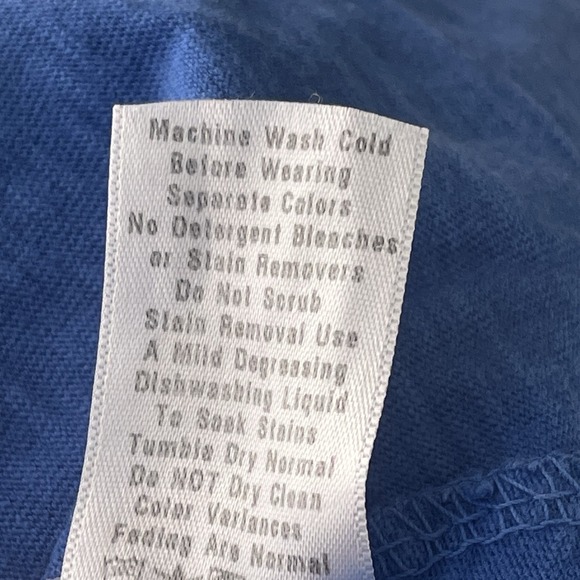 Machine Wash Cold
Before Wearing
Separate Colors
No Detergent Bleaches
or Stain Removers
Do Not Scrub
Stain Removal Use
A Mild Degreasing
Dishwashing Liquid
To Soak Stains
Tumble Dry Normal
Do NOT Dry Clean
Color Variances
Fading Are Normal